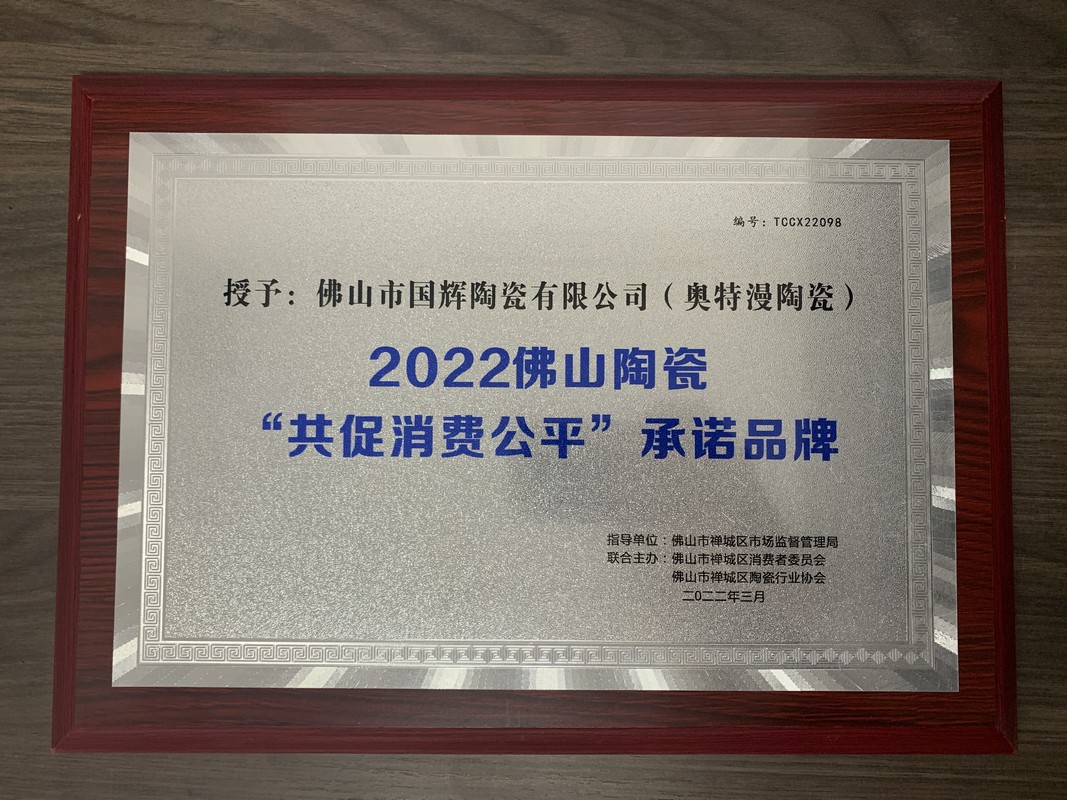 编号：TCCX22098
授予：佛山市国辉陶瓷有限公司（奥特漫陶瓷）
2022佛山陶瓷
“共促消费公平”承诺品牌
指导单位：佛山市禅城区市场监督管理局
联合主办：佛山市禅城区消费者委员会
佛山市禅城区陶瓷行业协会
二0二二年三月